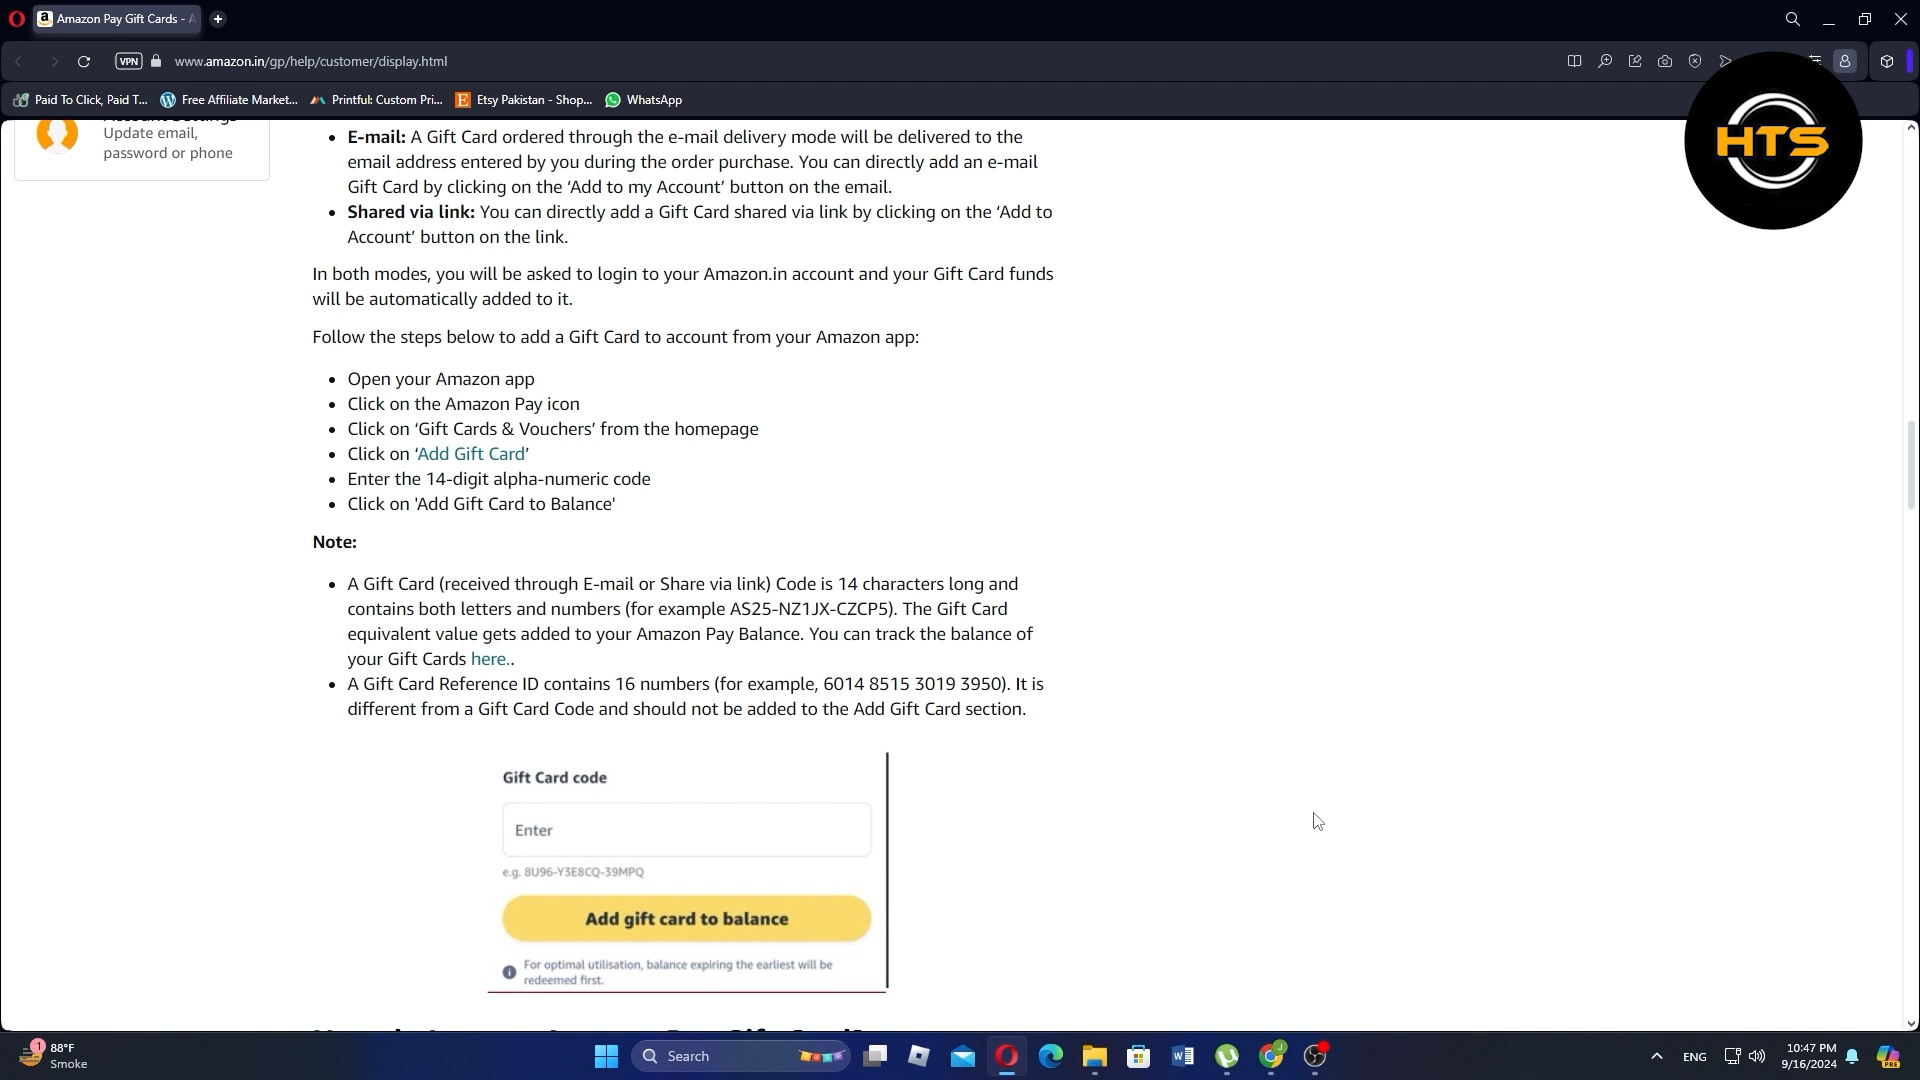 Amazon Pay Gift Cards - A
VPN
www.amazon.in/gp/help/customer/display.html
Paid To Click, Paid T...
Free Affiliate Market...
Printful: Custom Pri...
Etsy Pakistan - Shop...
WhatsApp
HTS
Update email,
password or phone
• E-mail: A Gift Card ordered through the e-mail delivery mode will be delivered to the
email address entered by you during the order purchase. You can directly add an e-mail
Gift Card by clicking on the ‘Add to my Account’ button on the email.
• Shared via link: You can directly add a Gift Card shared via link by clicking on the ‘Add to
Account’ button on the link.
In both modes, you will be asked to login to your Amazon.in account and your Gift Card funds
will be automatically added to it.
Follow the steps below to add a Gift Card to account from your Amazon app:
• Open your Amazon app
• Click on the Amazon Pay icon
• Click on ‘Gift Cards & Vouchers’ from the homepage
• Click on ‘Add Gift Card’
• Enter the 14-digit alpha-numeric code
• Click on 'Add Gift Card to Balance'
Note:
• A Gift Card (received through E-mail or Share via link) Code is 14 characters long and
contains both letters and numbers (for example AS25-NZ1JX-CZCP5). The Gift Card
equivalent value gets added to your Amazon Pay Balance. You can track the balance of
your Gift Cards here..
• A Gift Card Reference ID contains 16 numbers (for example, 6014 8515 3019 3950). It is
different from a Gift Card Code and should not be added to the Add Gift Card section.
Gift Card code
Enter
e.g. 8U96-Y3E8CQ-39MPQ
Add gift card to balance
For optimal utilisation, balance expiring the earliest will be
redeemed first.
1
88°F
Smoke
Search
ENG
10:47 PM
9/16/2024